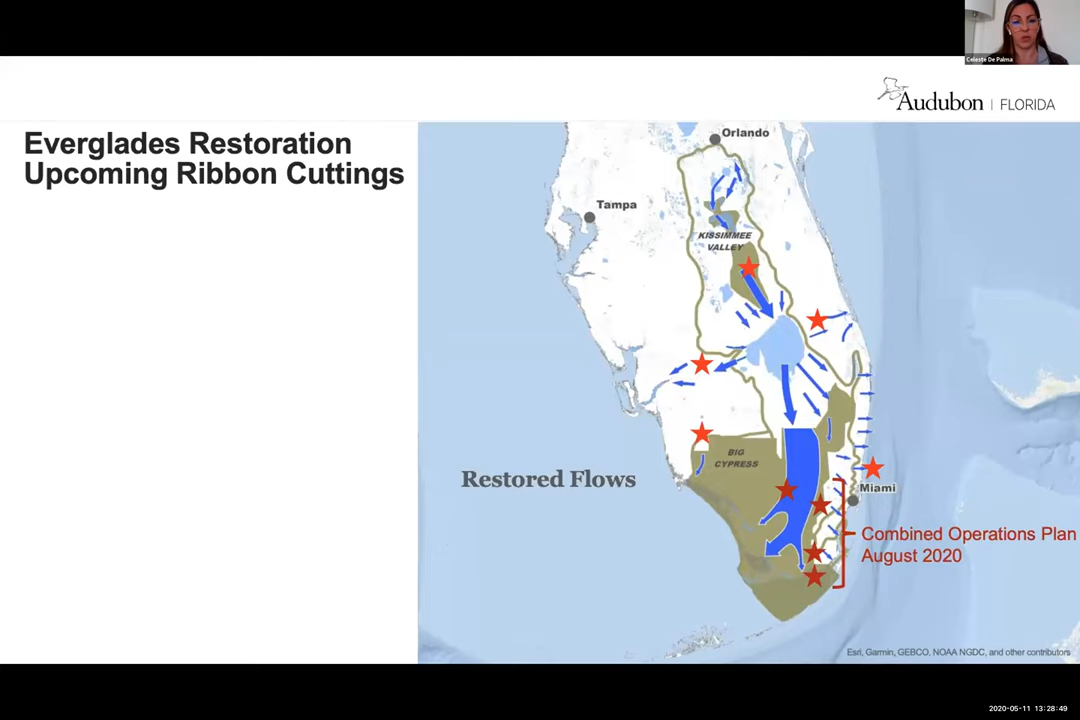 Celeste De Palma
Audubon | FLORIDA
Everglades Restoration
Upcoming Ribbon Cuttings
Orlando
Tampa
KISSIMMEE
VALLEY
BIG
CYPRESS
Restored Flows
Miami
Combined Operations Plan
August 2020
Esri, Garmin, GEBCO, NOAA NGDC, and other contributors
2020-05-11 13:28:49